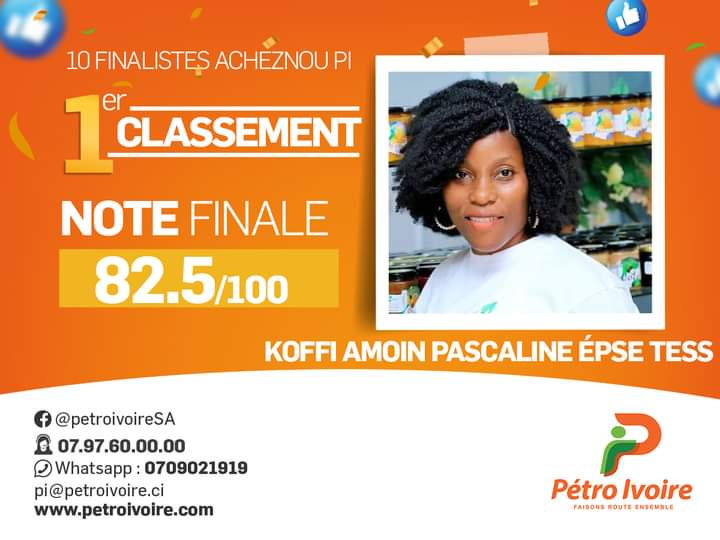 10 FINALISTES ACHEZNOU PI
1er CLASSEMENT
NOTE FINALE
82.5/100
KOFFI AMOIN PASCALINE ÉPSE TESS
@petroivoireSA
07.97.60.00.00
Whatsapp : 0709021919
pi@petroivoire.ci
www.petroivoire.com
Pétro Ivoire
FAISONS ROUTE ENSEMBLE